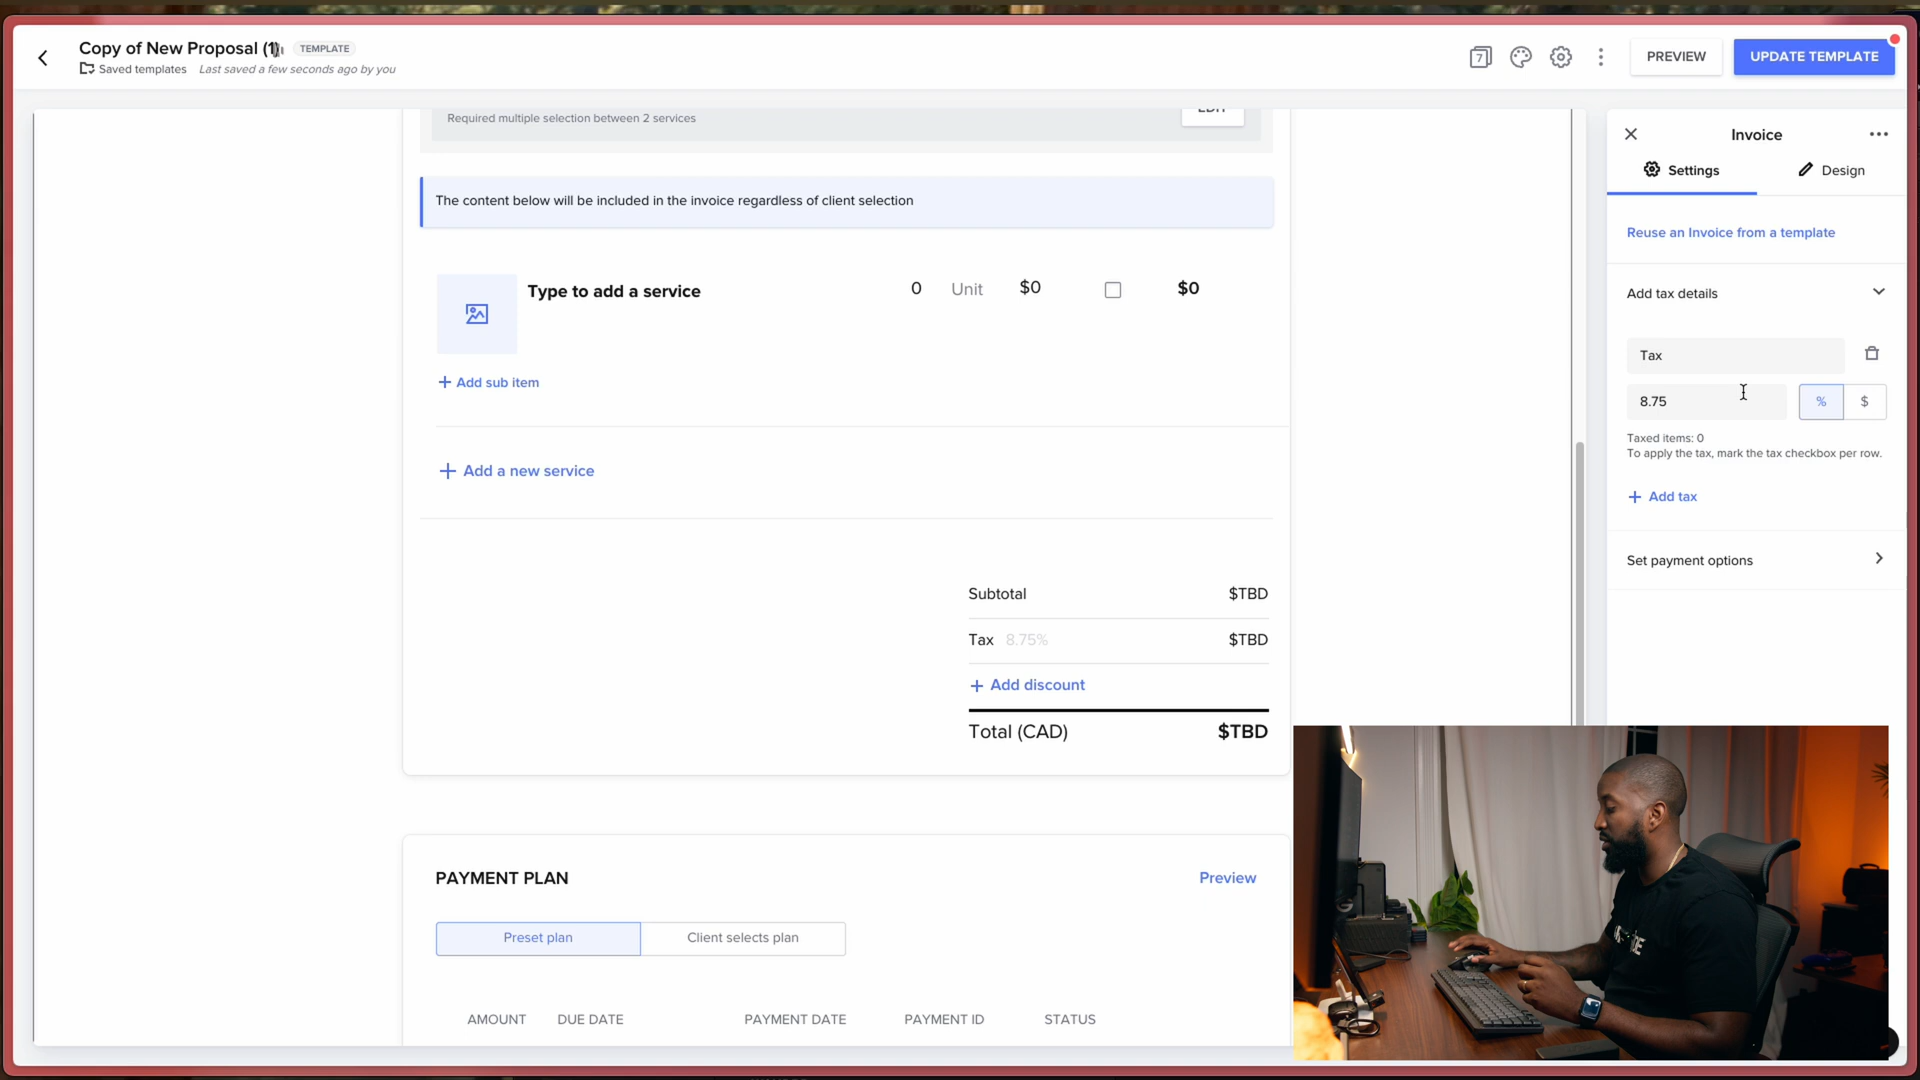 Copy of New Proposal (1)
TEMPLATE
Saved templates
Last saved a few seconds ago by you
7
PREVIEW
UPDATE TEMPLATE
Required multiple selection between 2 services
EDIT
The content below will be included in the invoice regardless of client selection
Type to add a service
0
Unit
$0
$0
+ Add sub item
+ Add a new service
Subtotal
$TBD
Tax
8.75%
$TBD
+ Add discount
Total (CAD)
$TBD
PAYMENT PLAN
Preview
Preset plan
Client selects plan
AMOUNT
DUE DATE
PAYMENT DATE
PAYMENT ID
STATUS
Invoice
Settings
Design
Reuse an Invoice from a template
Add tax details
Tax
8.75
%
$
Taxed items: 0
To apply the tax, mark the tax checkbox per row.
+ Add tax
Set payment options